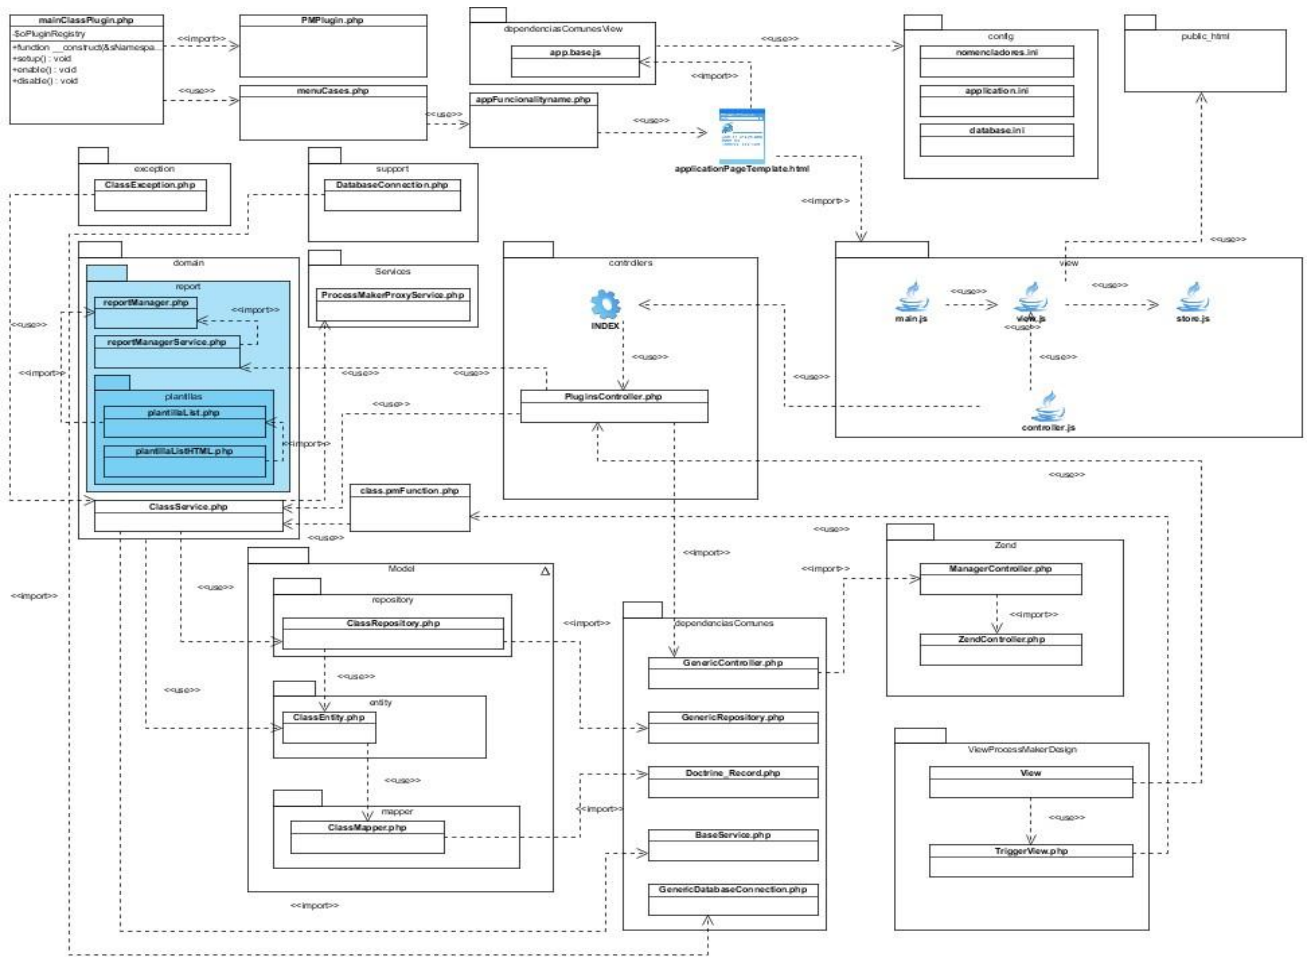 mainClassPlugin.php
-$oPluginRegistry
+function __construct(&sNamespa...
+setup() : void
+enable() : void
+disable() : void
<<import>>
<<use>>
PMPlugin.php
menuCases.php
<<use>>
dependenciasComunesView
app.base.js
appFuncionalityname.php
<<use>>
<<import>>
<<use>>
applicationPageTemplate.html
<<import>>
config
nomencladores.ini
application.ini
database.ini
public_html
<<use>>
exception
ClassException.php
support
DatabaseConnection.php
domain
report
reportManager.php
<<import>>
reportManagerService.php
plantillas
plantillaList.php
<<import>>
plantillaListHTML.php
ClassService.php
<<use>>
<<import>>
Services
ProcessMakerProxyService.php
<<use>>
<<use>>
<<use>>
controllers
INDEX
<<use>>
PluginsController.php
<<use>>
view
main.js
<<use>>
view.js
<<use>>
<<use>>
store.js
<<use>>
controller.js
<<use>>
class.pmFunction.php
<<use>>
<<use>>
<<import>>
<<import>>
<<use>>
<<use>>
Model
repository
ClassRepository.php
<<import>>
<<use>>
entity
ClassEntity.php
<<use>>
mapper
ClassMapper.php
<<import>>
<<import>>
dependenciasComunes
GenericController.php
GenericRepository.php
Doctrine_Record.php
BaseService.php
GenericDatabaseConnection.php
<<import>>
Zend
ManagerController.php
<<import>>
ZendController.php
ViewProcessMakerDesign
View
<<use>>
TriggerView.php